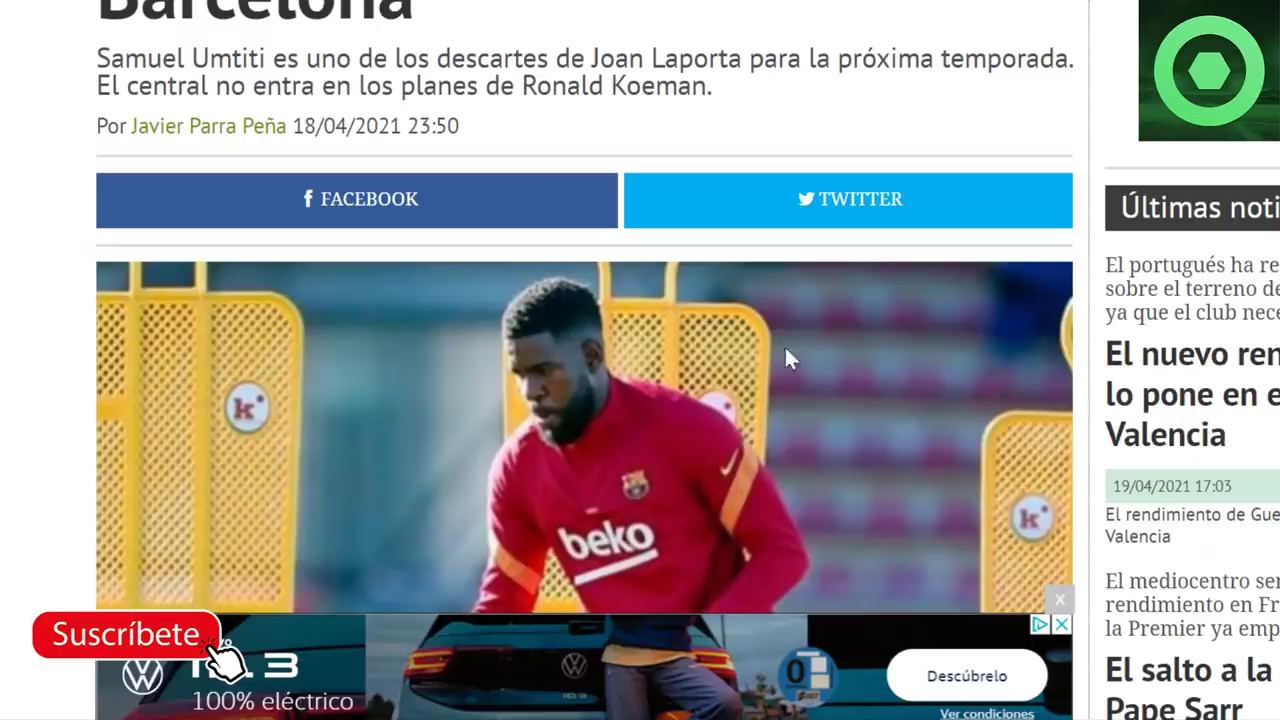 Barcelona
Samuel Umtiti es uno de los descartes de Joan Laporta para la próxima temporada.
El central no entra en los planes de Ronald Koeman.
Por Javier Parra Peña 18/04/2021 23:50
FACEBOOK
TWITTER
k
k
beko
Suscríbete
100% eléctrico
Descúbrelo
Ver condiciones
Últimas noti
El portugués ha re
sobre el terreno de
ya que el club nece
El nuevo ren
lo pone en e
Valencia
19/04/2021 17:03
El rendimiento de Gue
Valencia
El mediocentro se
rendimiento en Fr
la Premier ya emp
El salto a la
Pape Sarr